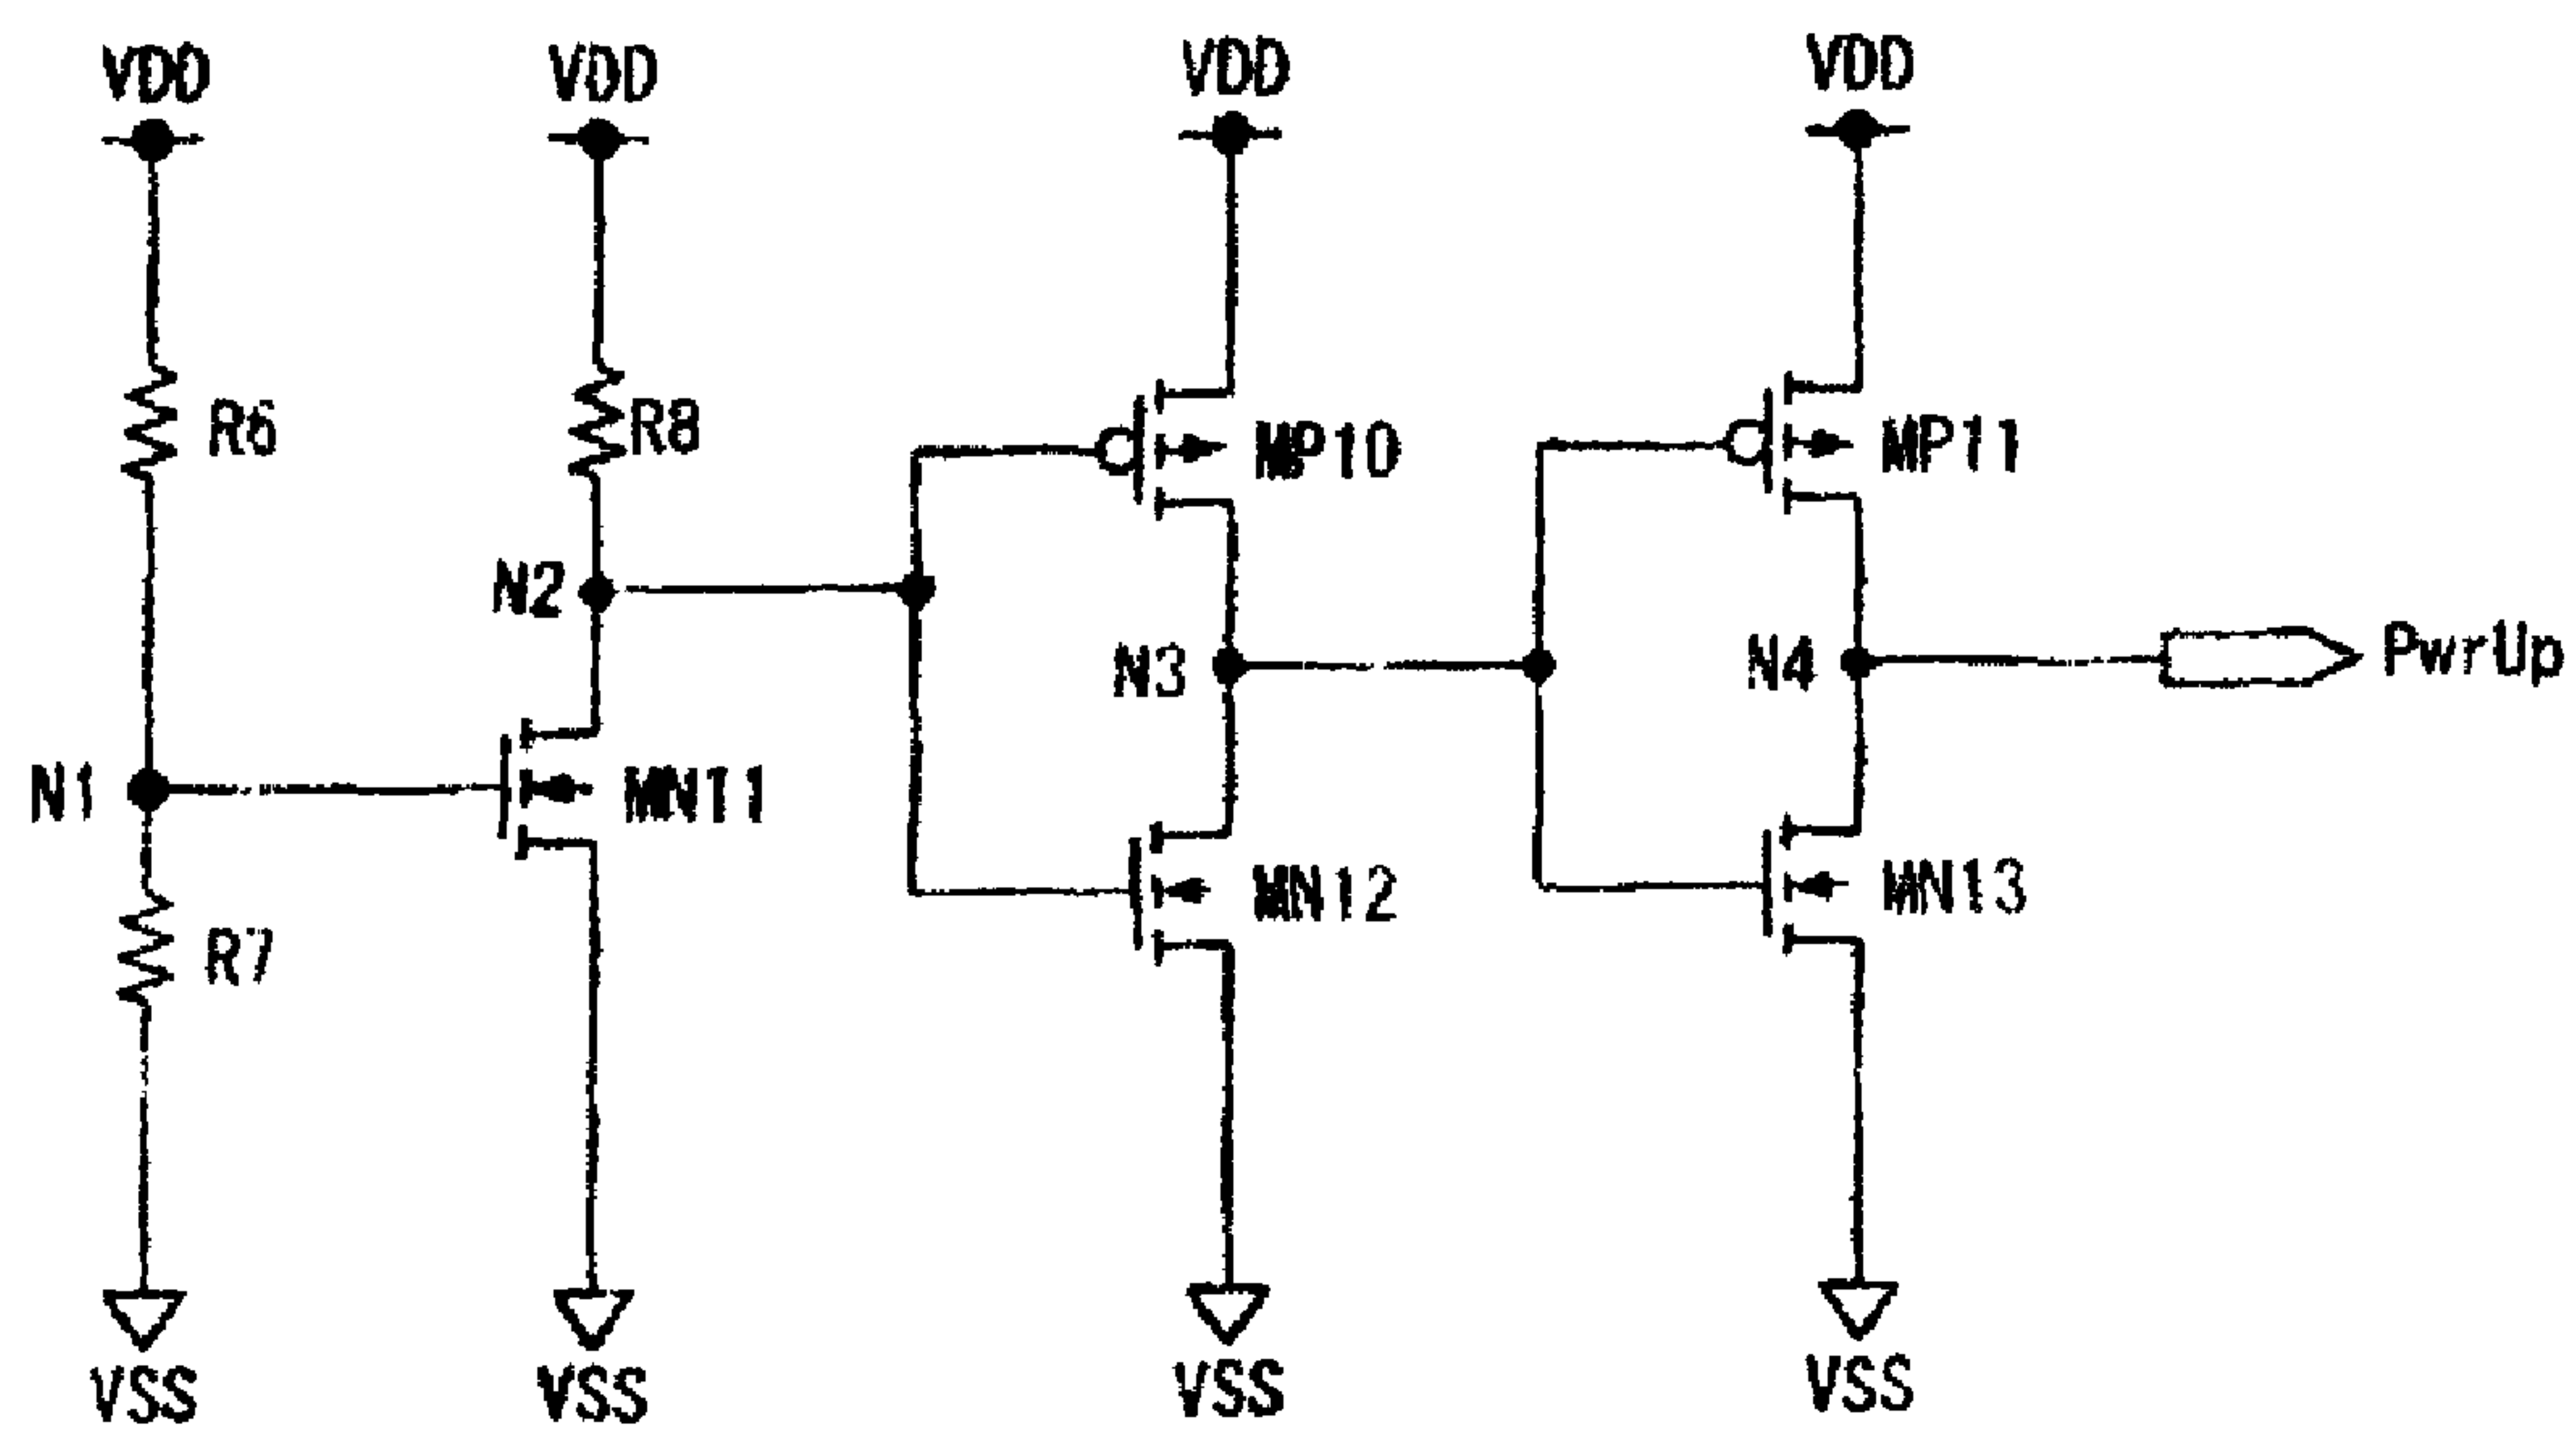 VDD VDD VDD VDD
R6 R8 MP10 MP11
N2
N3 N4 PwrUp
N1 MN11
MN12 MN13
R7
VSS VSS VSS VSS